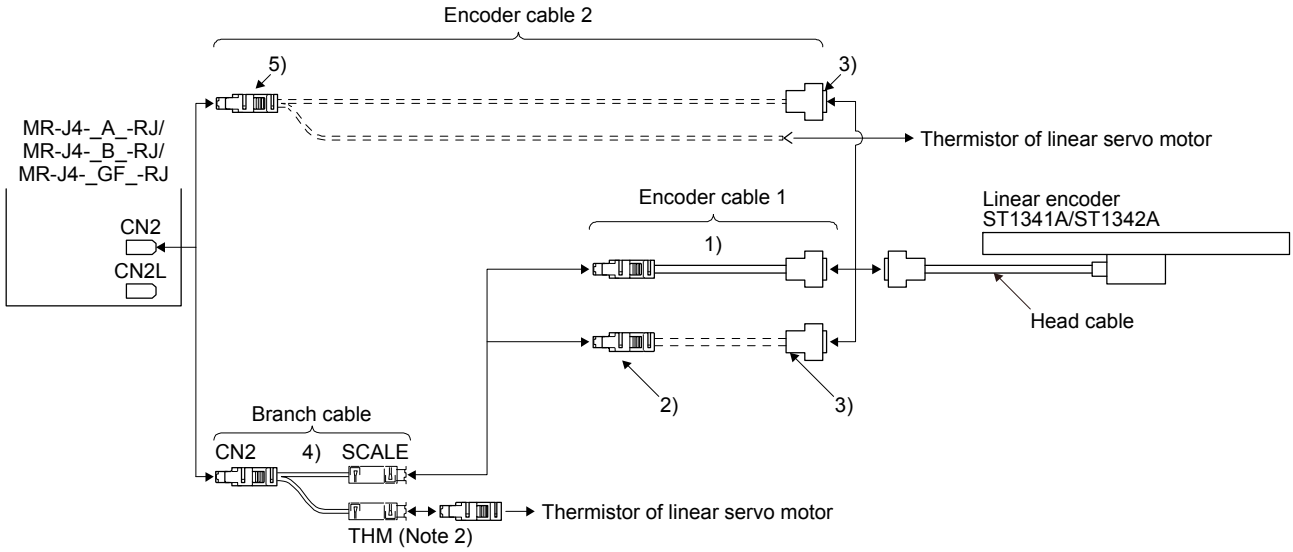 Encoder cable 2
5)
3)
MR-J4-_A_-RJ/
MR-J4-_B_-RJ/
MR-J4-_GF_-RJ
Thermistor of linear servo motor
CN2
CN2L
Encoder cable 1
1)
Linear encoder
ST1341A/ST1342A
Head cable
2)
3)
Branch cable
CN2
4)
SCALE
Thermistor of linear servo motor
THM (Note 2)